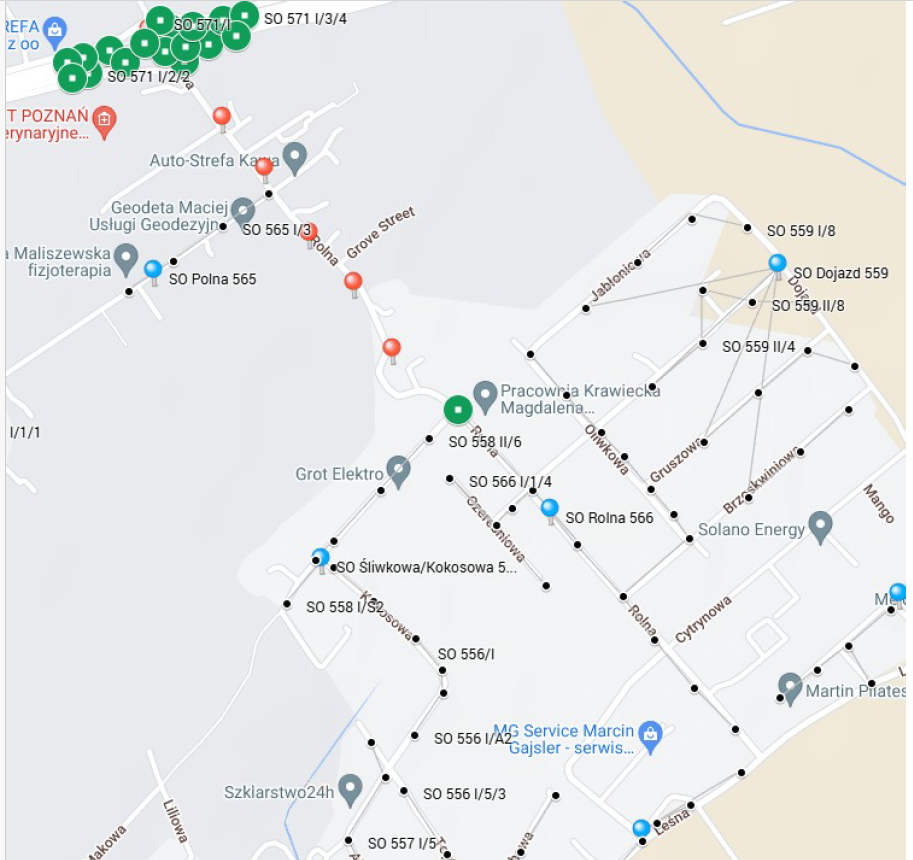 SO 571 I/3/4
SO 571/I
REFA
z oo
SO 571 I/2/2
T POZNAŃ
erynaryjne...
Auto-Strefa Kawa
Geodeta Maciej
Usługi Geodezyjn
SO 565 I/3
Rolna
Grove Street
a Maliszewska
fizjoterapia
SO Polna 565
SO 559 I/8
Jabłoniowa
SO Dojazd 559
SO 559 II/8
SO 559 II/4
Pracownia Krawiecka
Magdalena...
I/1/1
SO 558 II/6
Rolna
Oliwkowa
Grot Elektro
SO 566 I/1/4
Gruszowa
Brzoskwiniowa
Mango
Czereśniowa
SO Rolna 566
Solano Energy
SO Śliwkowa/Kokosowa 5...
SO 558 I/S2
Kokosowa
Rolna
Cytrynowa
SO 556/I
Martin Pilates
MG Service Marcin
Gajsler - serwis...
SO 556 I/A2
Szklarstwo24h
SO 556 I/5/3
Liliowa
Leśna
SO 557 I/5